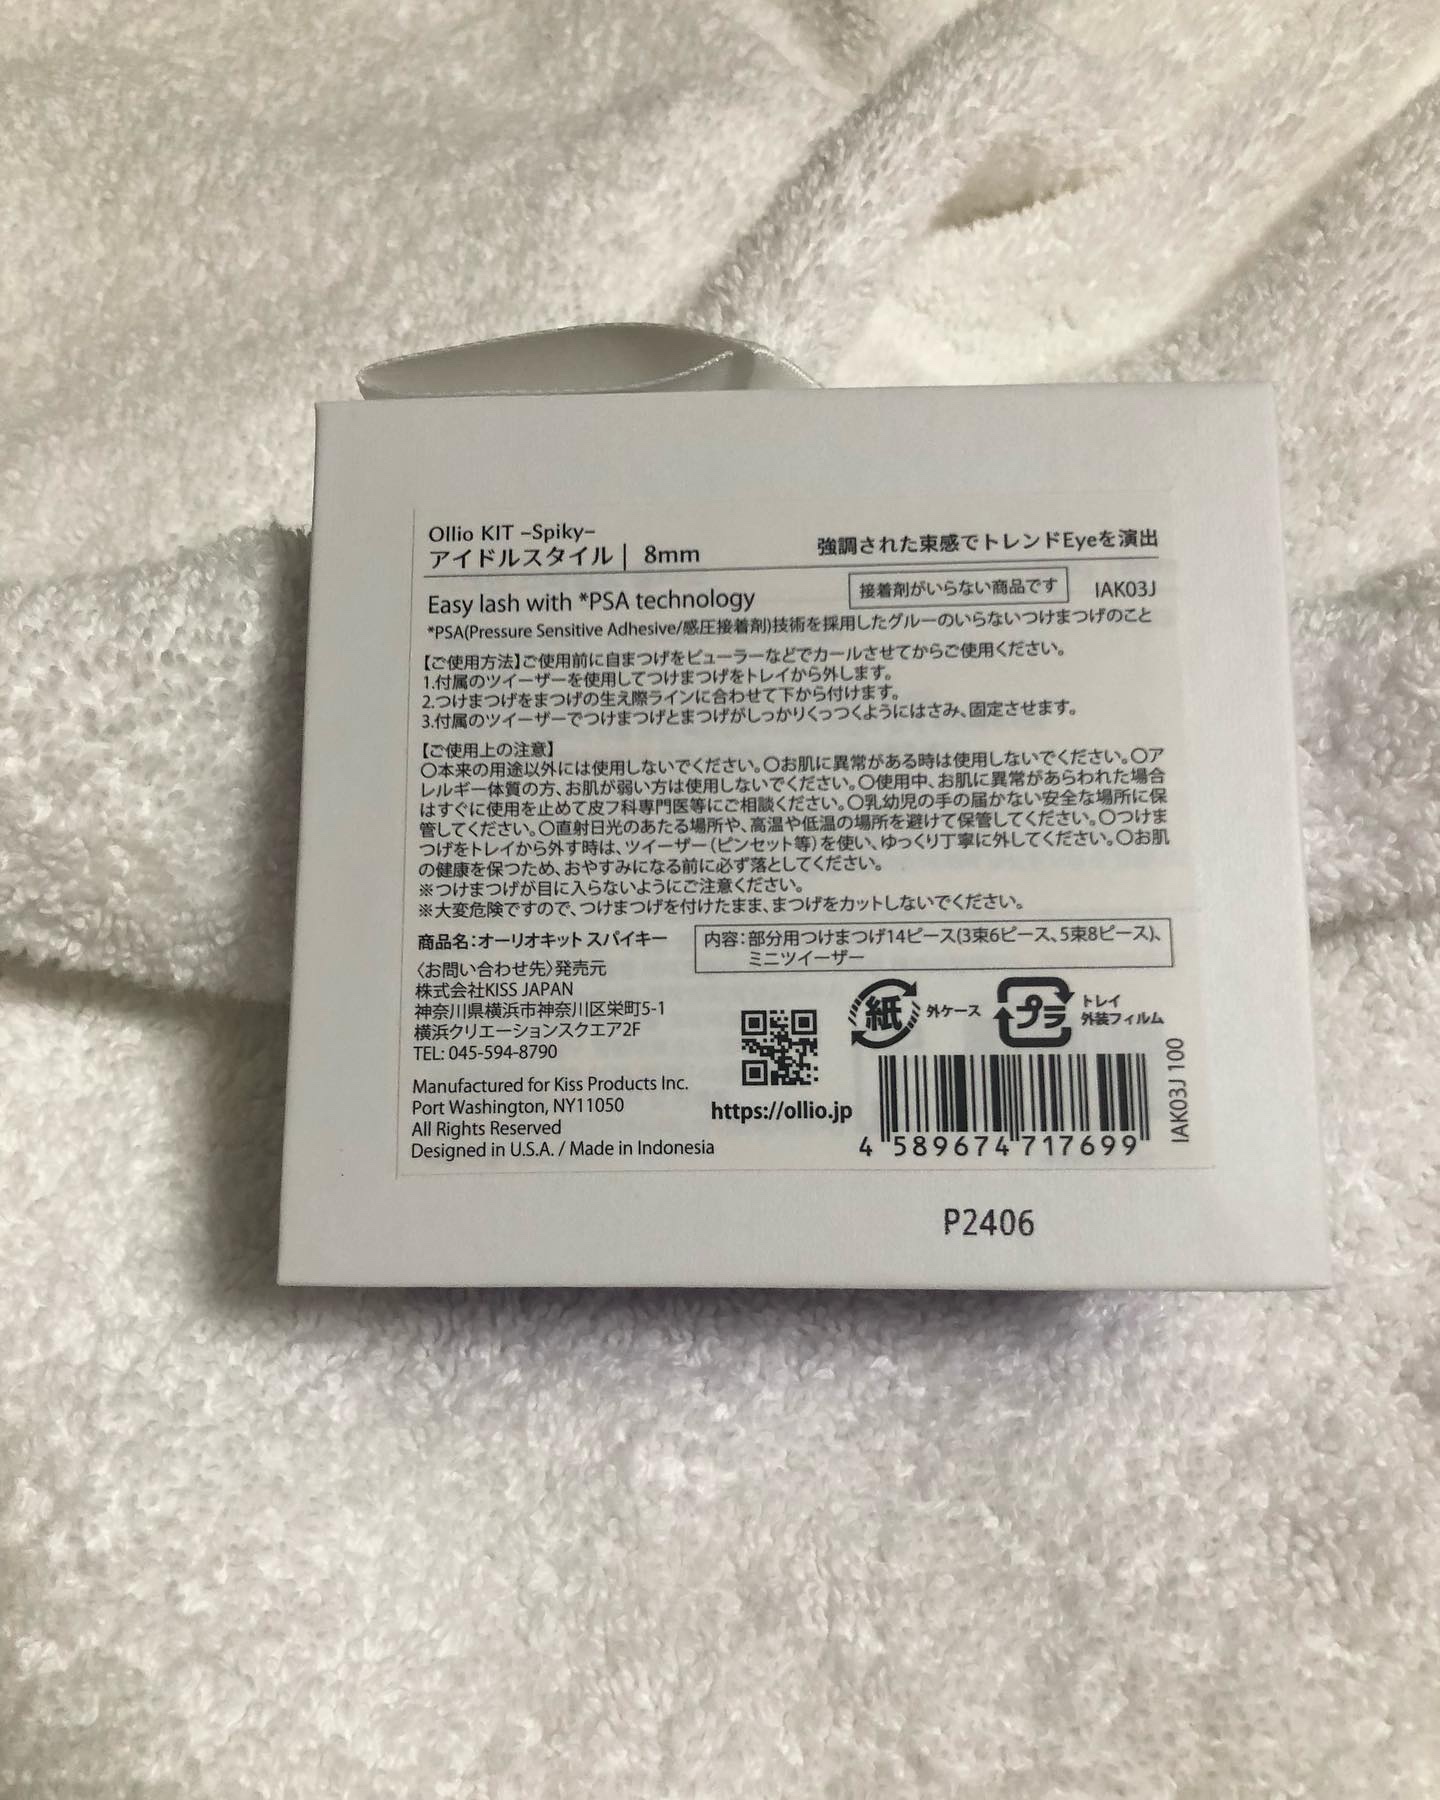 Ollio KIT –Spiky–
アイドルスタイル | 8mm
強調された束感でトレンドEyeを演出
Easy lash with *PSA technology
接着剤がいらない商品です
IAK03J
*PSA(Pressure Sensitive Adhesive/感圧接着剤)技術を採用したグルーのいらないつけまつげのこと
【ご使用方法】ご使用前に自まつげをビューラーなどでカールさせてからご使用ください。
1.付属のツイーザーを使用してつけまつげをトレイから外します。
2.つけまつげをまつげの生え際ラインに合わせて下から付けます。
3.付属のツイーザーでつけまつげとまつげがしっかりくっつくようにはさみ、固定させます。
【ご使用上の注意】
〇本来の用途以外には使用しないでください。〇お肌に異常がある時は使用しないでください。〇ア
レルギー体質の方、お肌が弱い方は使用しないでください。〇使用中、お肌に異常があらわれた場合
はすぐに使用を止めて皮フ科専門医等にご相談ください。〇乳幼児の手の届かない安全な場所に保
管してください。〇直射日光のあたる場所や、高温や低温の場所を避けて保管してください。〇つけま
つげをトレイから外す時は、ツイーザー(ピンセット等)を使い、ゆっくり丁寧に外してください。〇お肌
の健康を保つため、おやすみになる前に必ず落としてください。
※つけまつげが目に入らないようにご注意ください。
※大変危険ですので、つけまつげを付けたまま、まつげをカットしないでください。
商品名:オーリオキット スパイキー
内容:部分用つけまつげ14ピース(3束6ピース、5束8ピース)、
ミニツイーザー
〈お問い合わせ先〉発売元
株式会社KISS JAPAN
神奈川県横浜市神奈川区栄町5-1
横浜クリエーションスクエア2F
TEL: 045-594-8790
紙 外ケース
プラ トレイ
外装フィルム
Manufactured for Kiss Products Inc.
Port Washington, NY11050
All Rights Reserved
Designed in U.S.A. / Made in Indonesia
https://ollio.jp
4 589674 717699
IAK03J 100
P2406